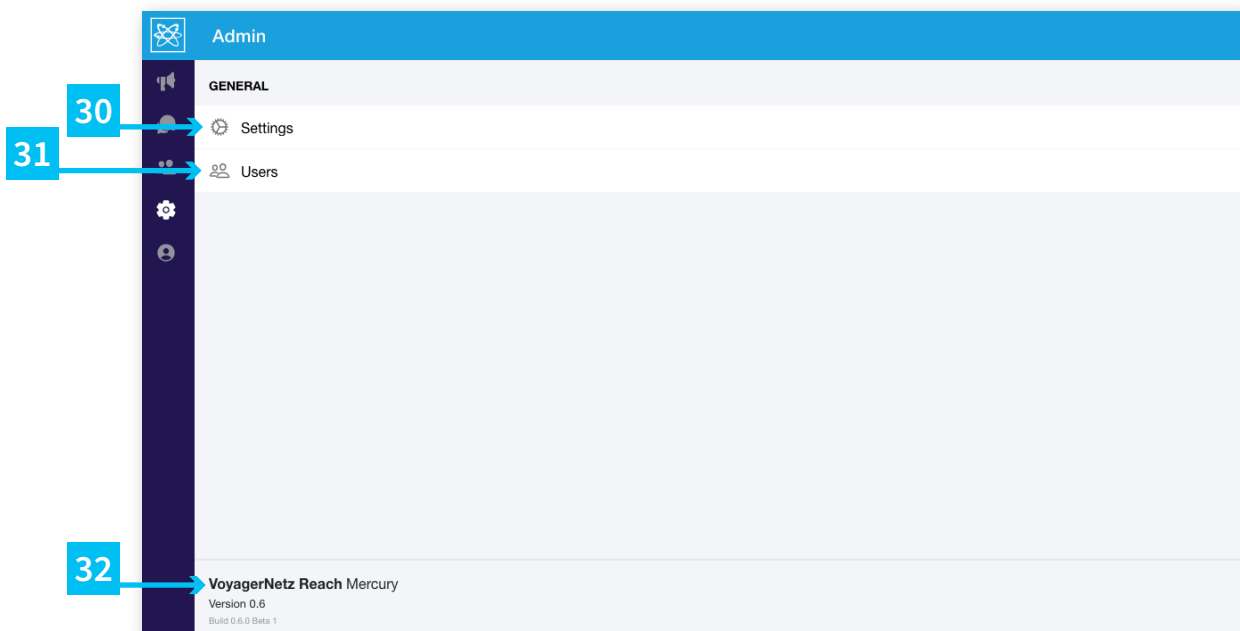 Admin
GENERAL
30
Settings
31
Users
32
VoyagerNetz Reach Mercury
Version 0.6
Build 0.6.0 Beta 1